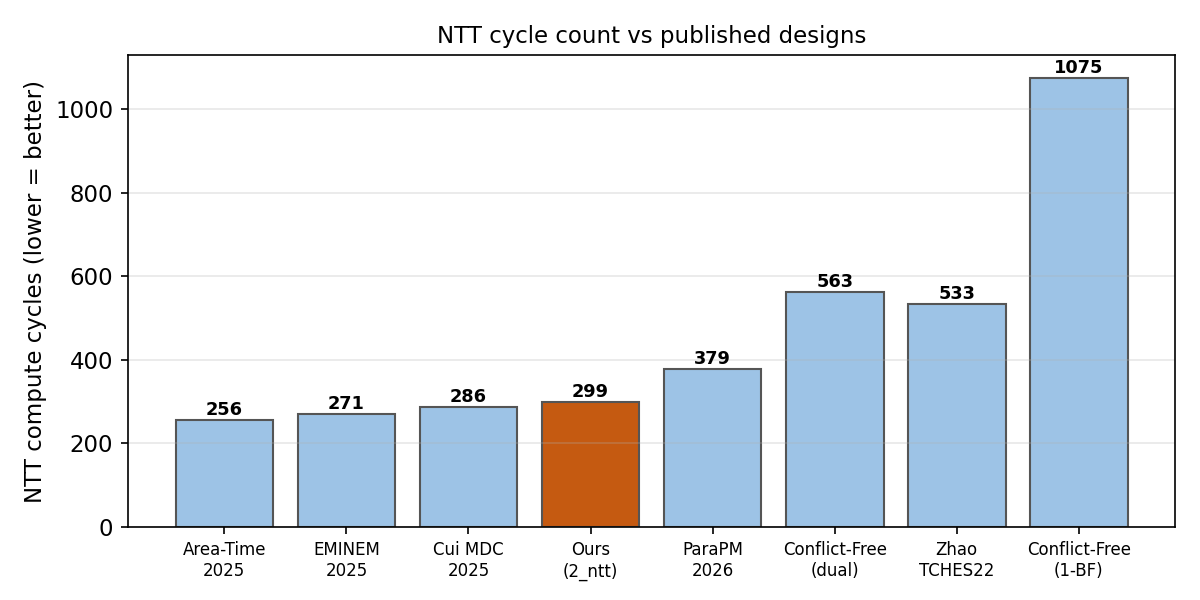 NTT cycle count vs published designs
NTT compute cycles (lower = better)
1000
800
600
400
200
0
256
271
286
299
379
563
533
1075
Area-Time
2025
EMINEM
2025
Cui MDC
2025
Ours
(2_ntt)
ParaPM
2026
Conflict-Free
(dual)
Zhao
TCHES22
Conflict-Free
(1-BF)